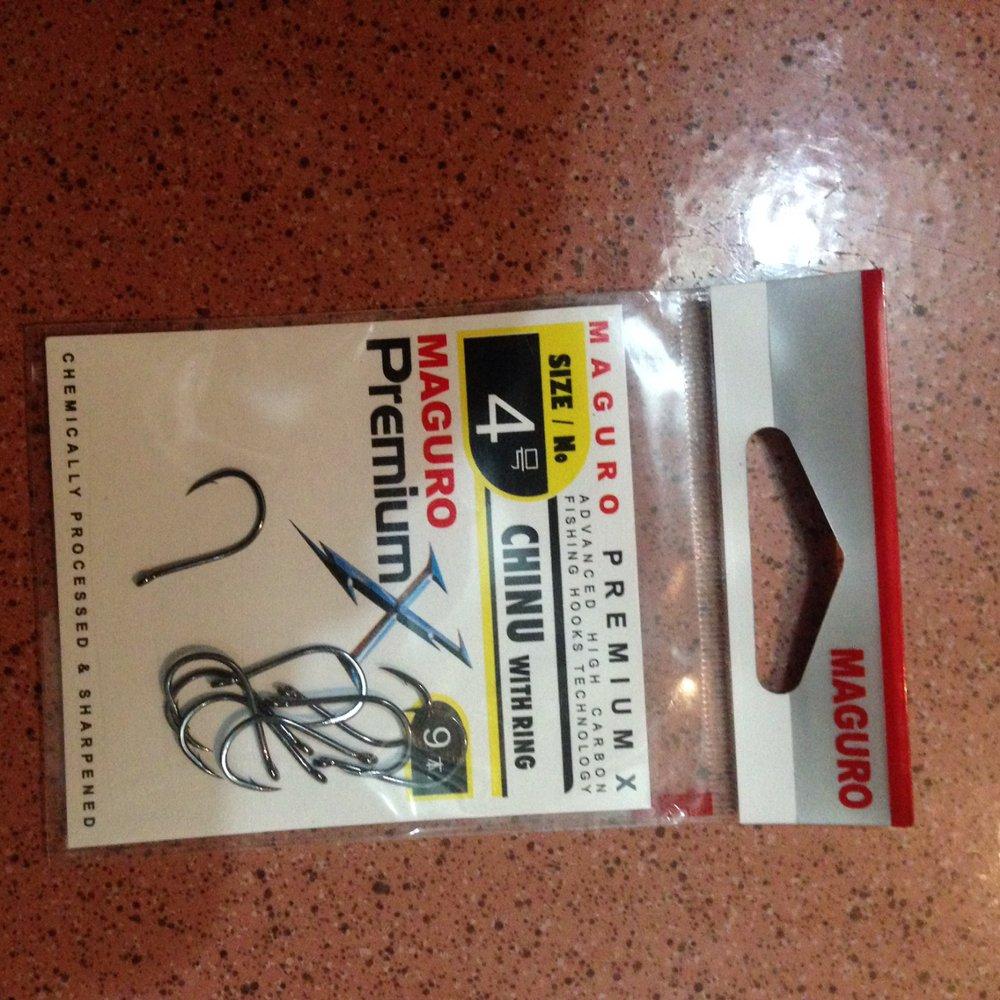 MAGURO
MAGURO PREMIUM X
ADVANCED HIGH CARBON
FISHING HOOKS TECHNOLOGY
SIZE / No
4号
CHINU WITH RING
MAGURO
Premium X
9本
CHEMICALLY PROCESSED & SHARPENED